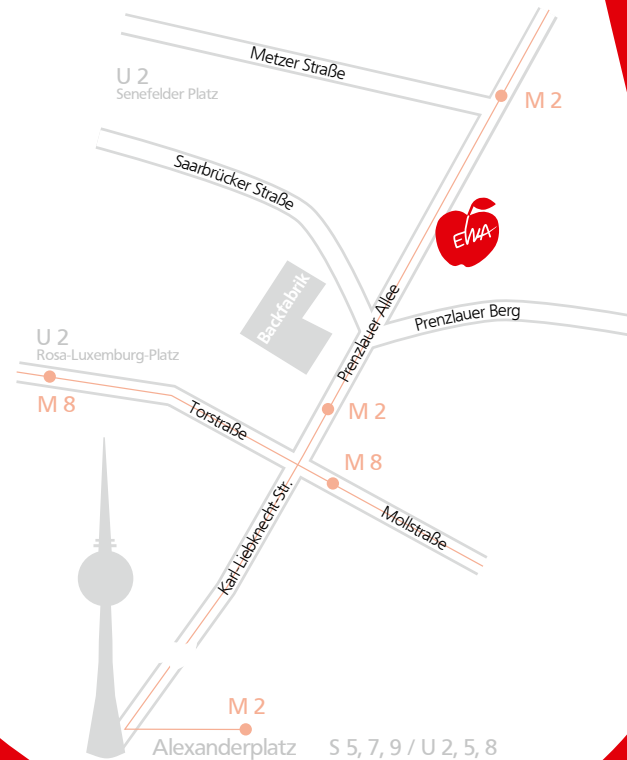 Metzer Straße
U 2
Senefelder Platz
M 2
Saarbrücker Straße
EWA
Backfabrik
Prenzlauer Allee
Prenzlauer Berg
U 2
Rosa-Luxemburg-Platz
M 8
Torstraße
M 2
M 8
Mollstraße
Karl-Liebknecht-Str.
M 2
Alexanderplatz S 5, 7, 9 / U 2, 5, 8